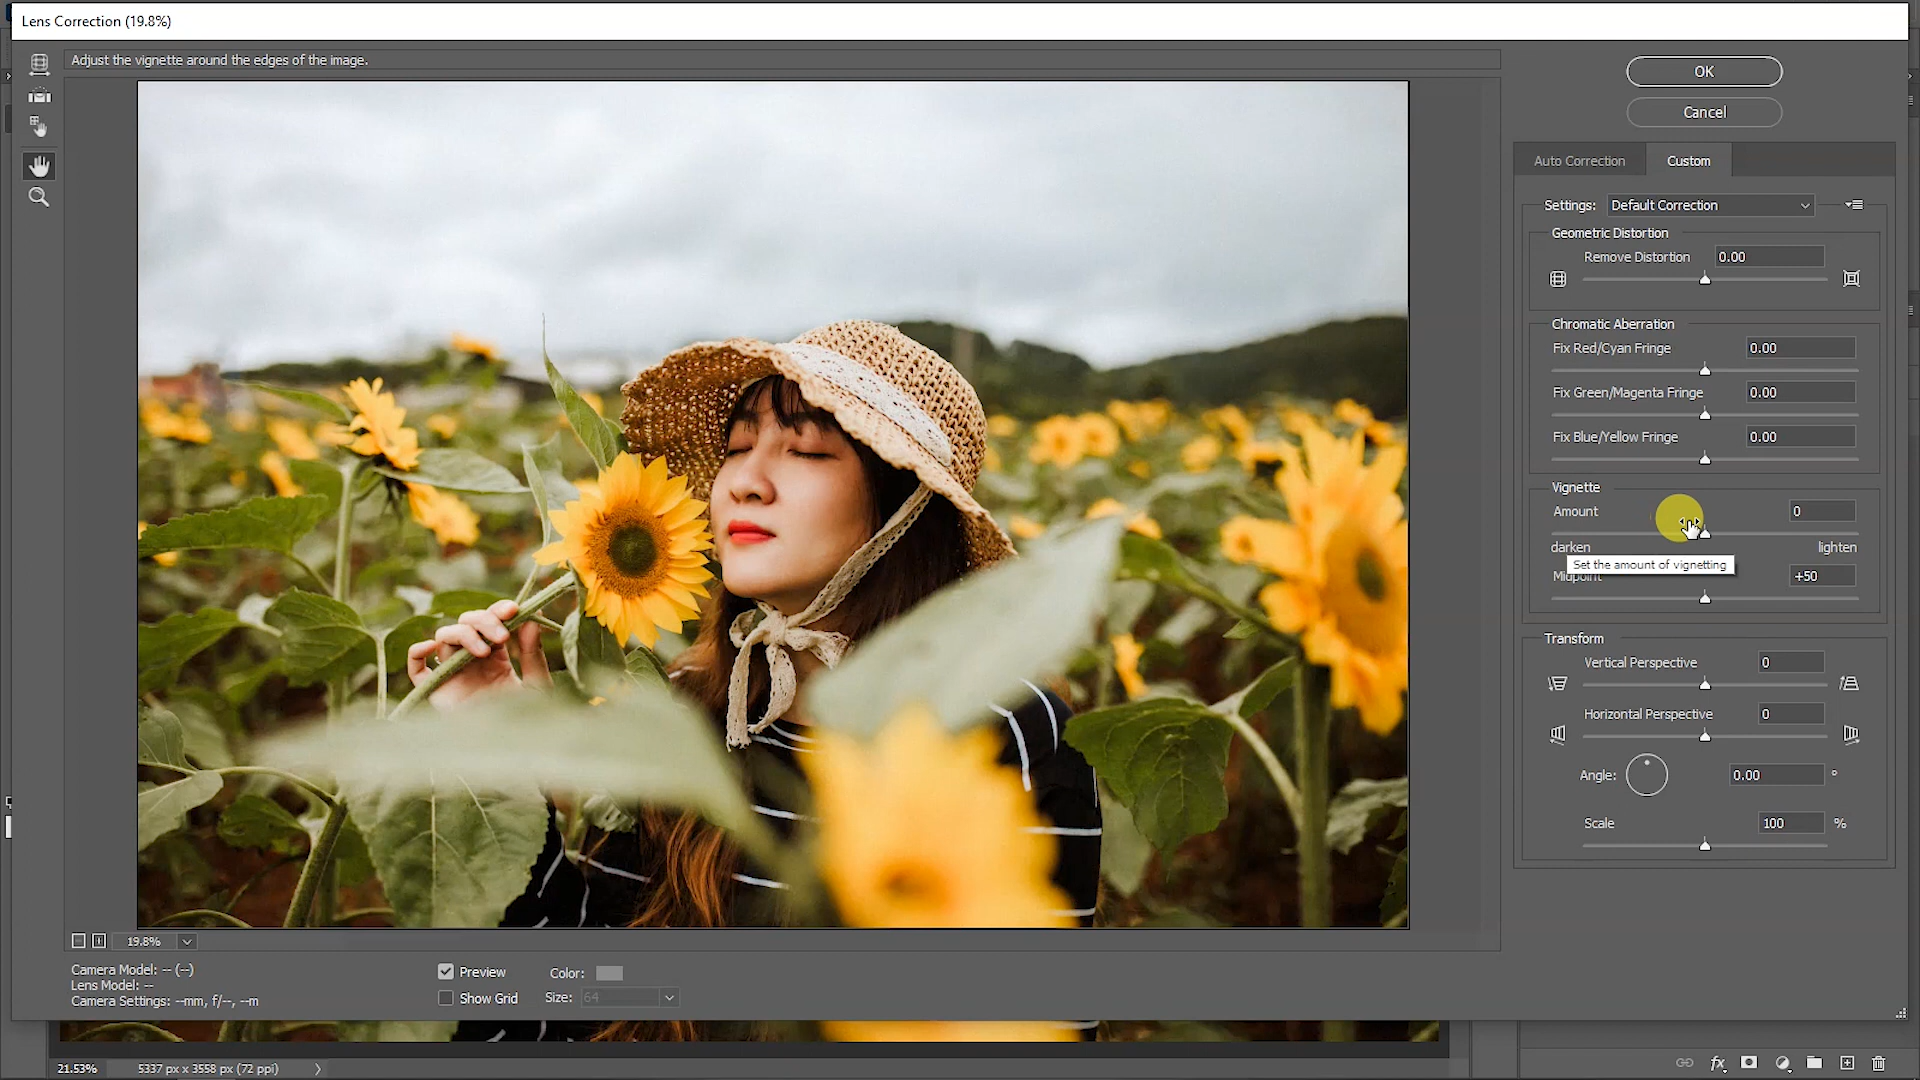 Lens Correction (19.8%)
Adjust the vignette around the edges of the image.
OK
Cancel
Auto Correction
Custom
Settings: Default Correction
Geometric Distortion
Remove Distortion 0.00
Chromatic Aberration
Fix Red/Cyan Fringe 0.00
Fix Green/Magenta Fringe 0.00
Fix Blue/Yellow Fringe 0.00
Vignette
Amount 0
darken lighten
Set the amount of vignetting
Midpoint +50
Transform
Vertical Perspective 0
Horizontal Perspective 0
Angle: 0.00 °
Scale 100 %
19.8%
Camera Model: -- (--)
Lens Model: --
Camera Settings: --mm, f/--, --m
Preview
Color:
Show Grid
Size: 64
21.53%
5337 px x 3558 px (72 ppi)
fx